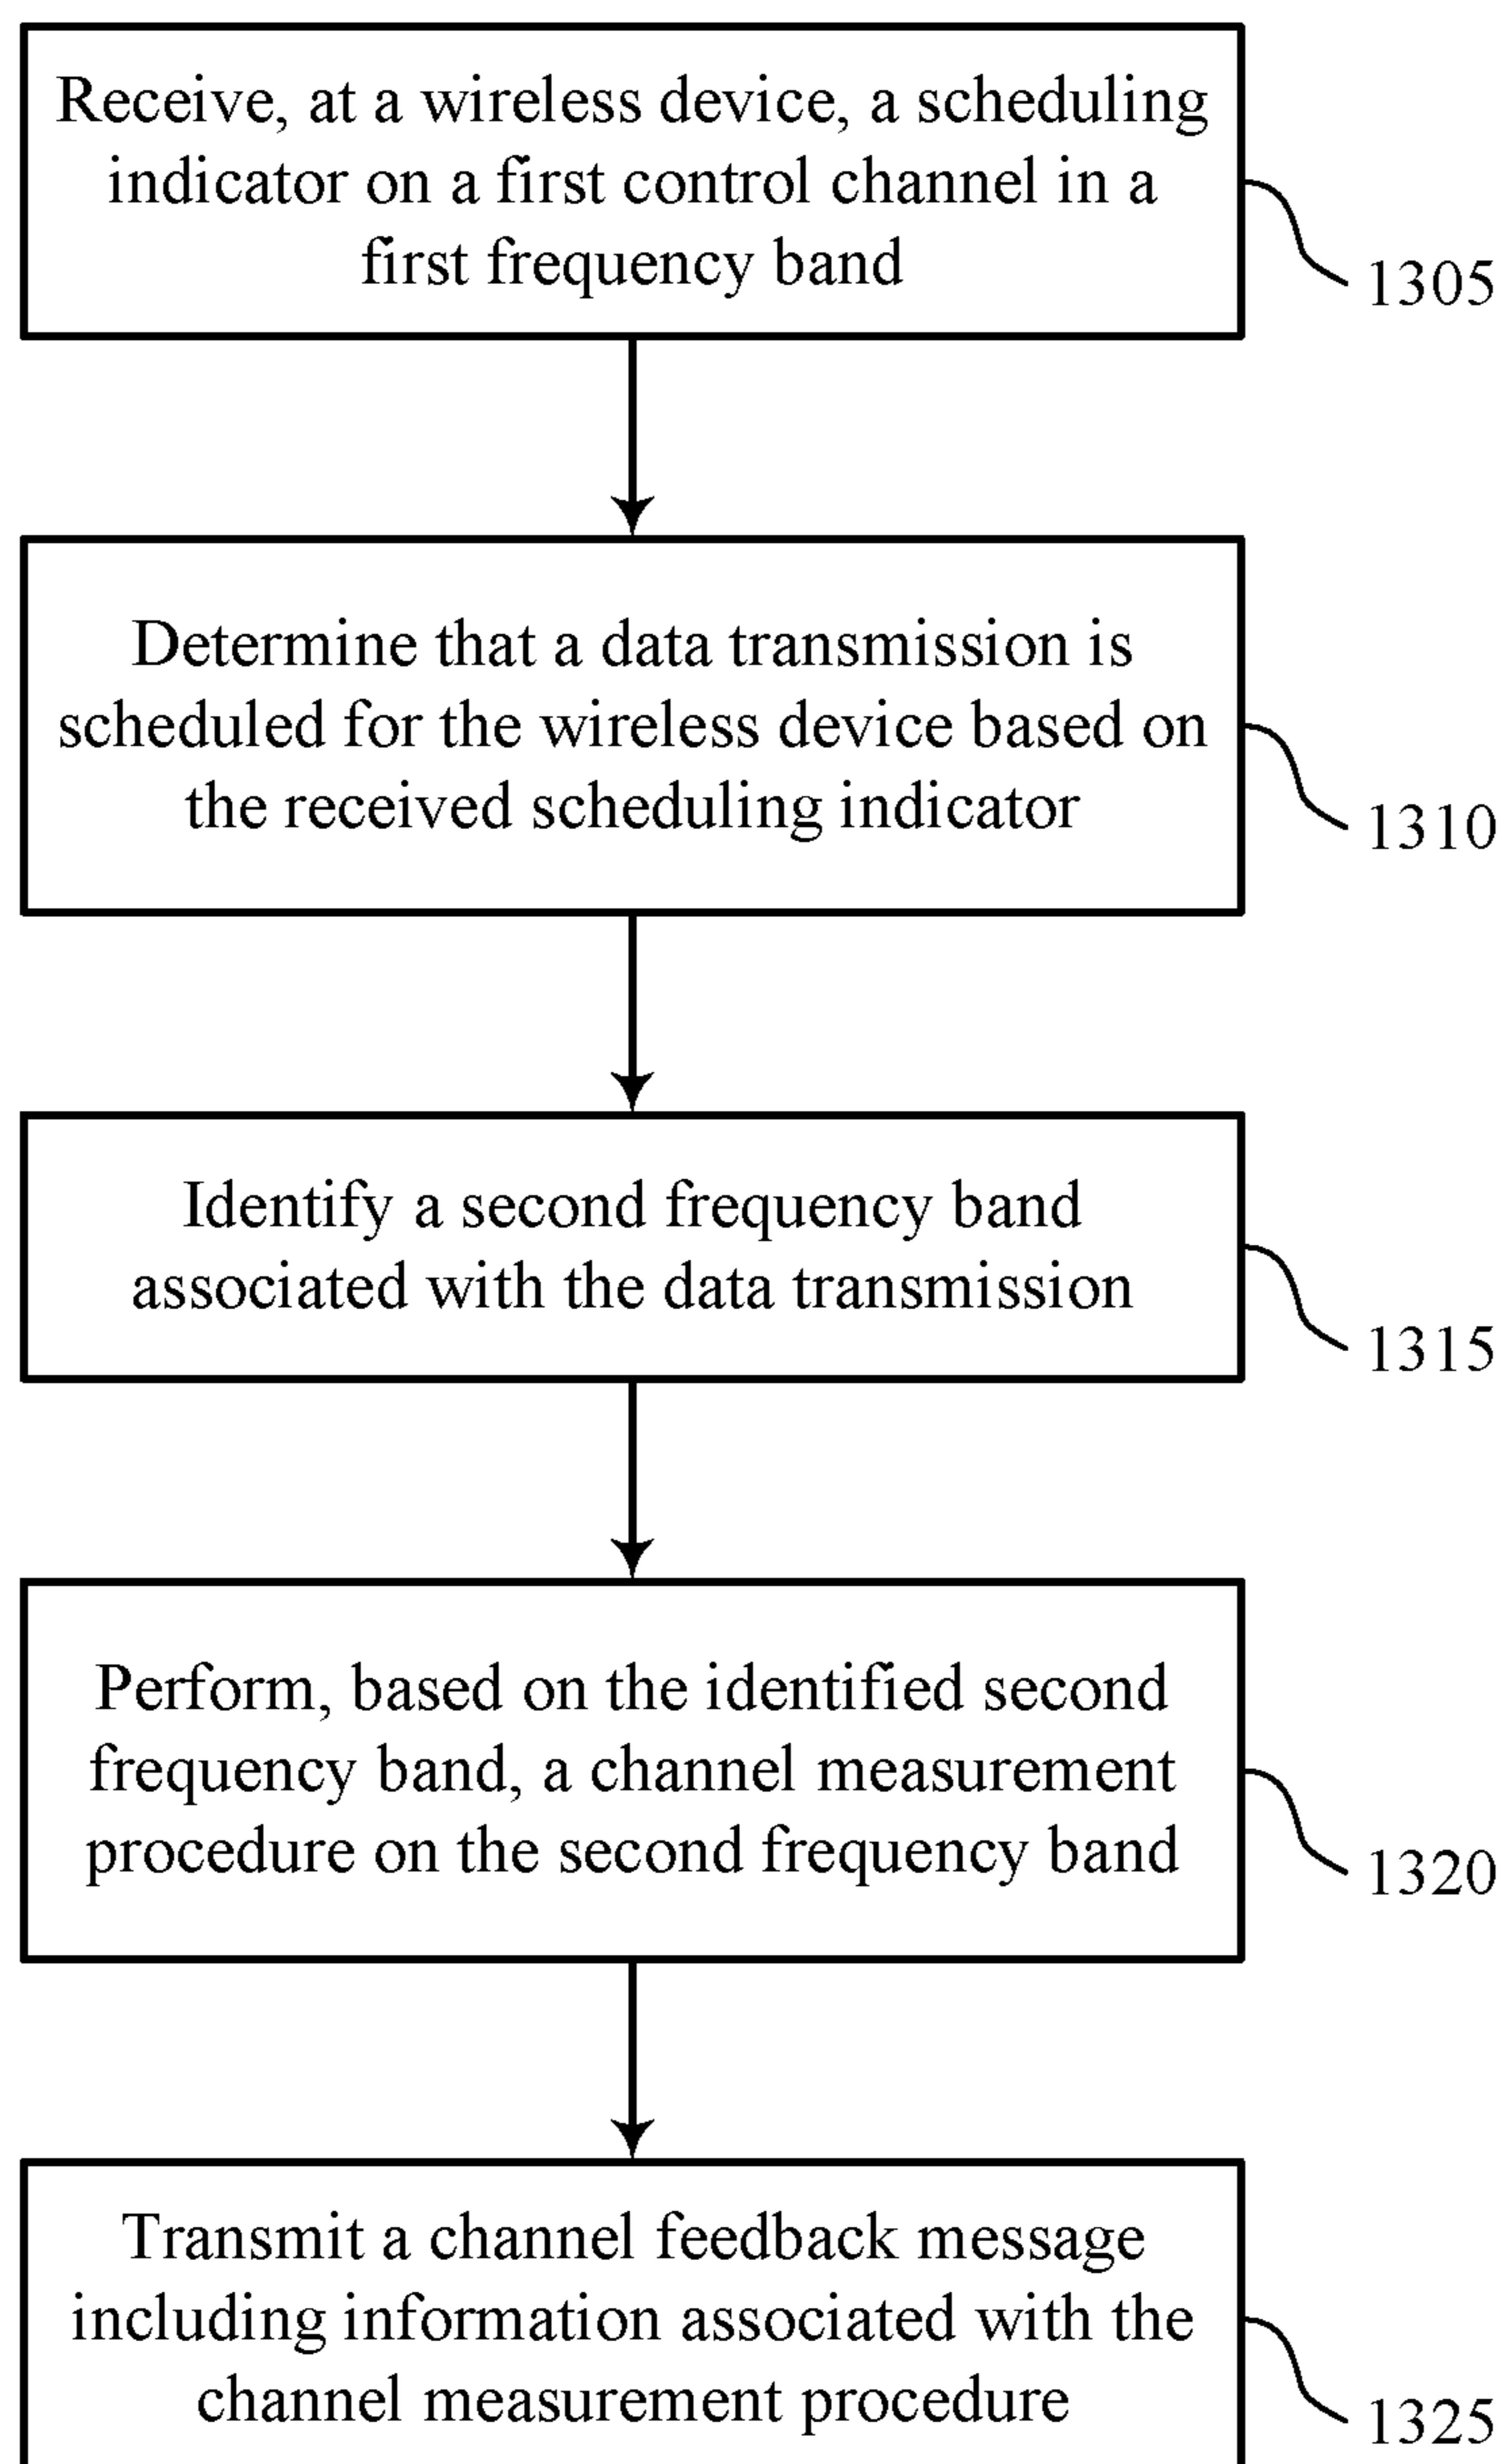 Receive, at a wireless device, a scheduling
indicator on a first control channel in a
first frequency band
1305
Determine that a data transmission is
scheduled for the wireless device based on
the received scheduling indicator
1310
Identify a second frequency band
associated with the data transmission
1315
Perform, based on the identified second
frequency band, a channel measurement
procedure on the second frequency band
1320
Transmit a channel feedback message
including information associated with the
channel measurement procedure
1325